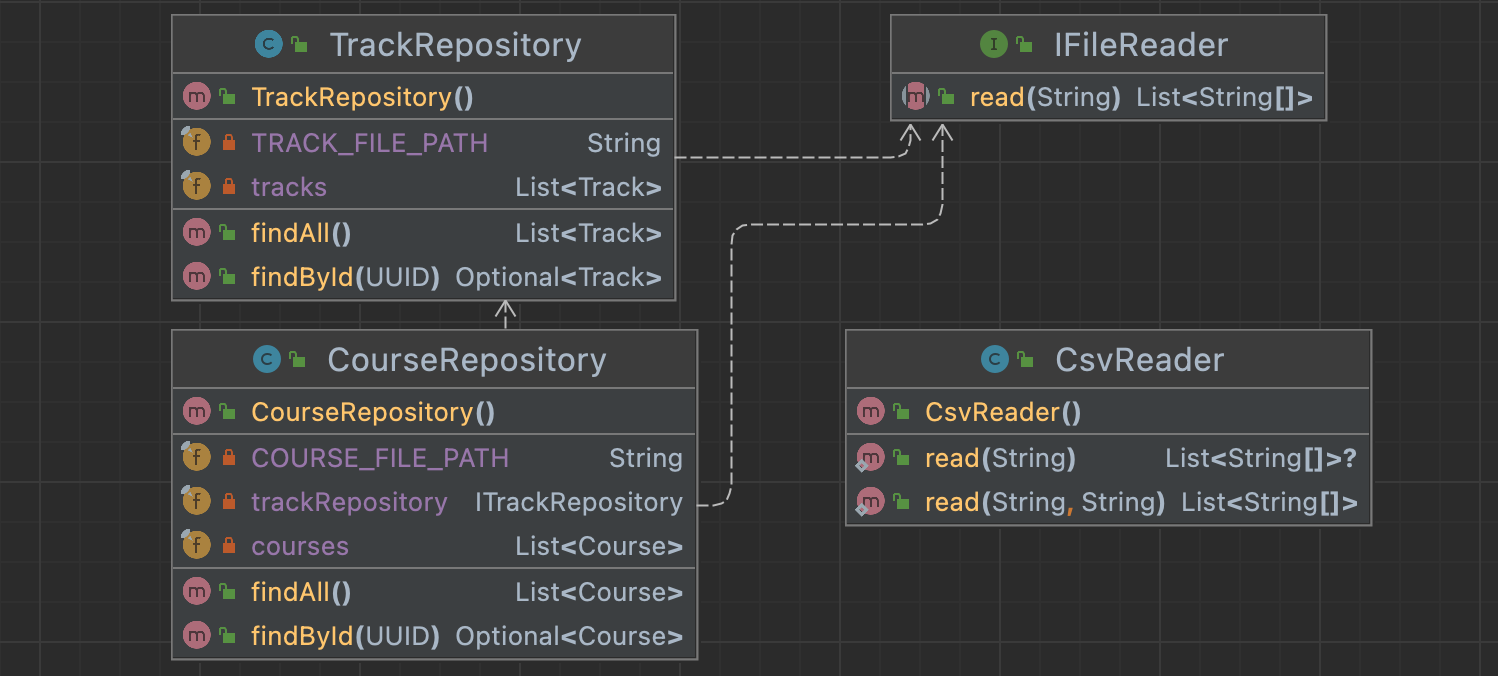 TrackRepository
TrackRepository()
TRACK_FILE_PATH String
tracks List<Track>
findAll() List<Track>
findById(UUID) Optional<Track>
IFileReader
read(String) List<String[]>
CourseRepository
CourseRepository()
COURSE_FILE_PATH String
trackRepository ITrackRepository
courses List<Course>
findAll() List<Course>
findById(UUID) Optional<Course>
CsvReader
CsvReader()
read(String) List<String[]>?
read(String, String) List<String[]>